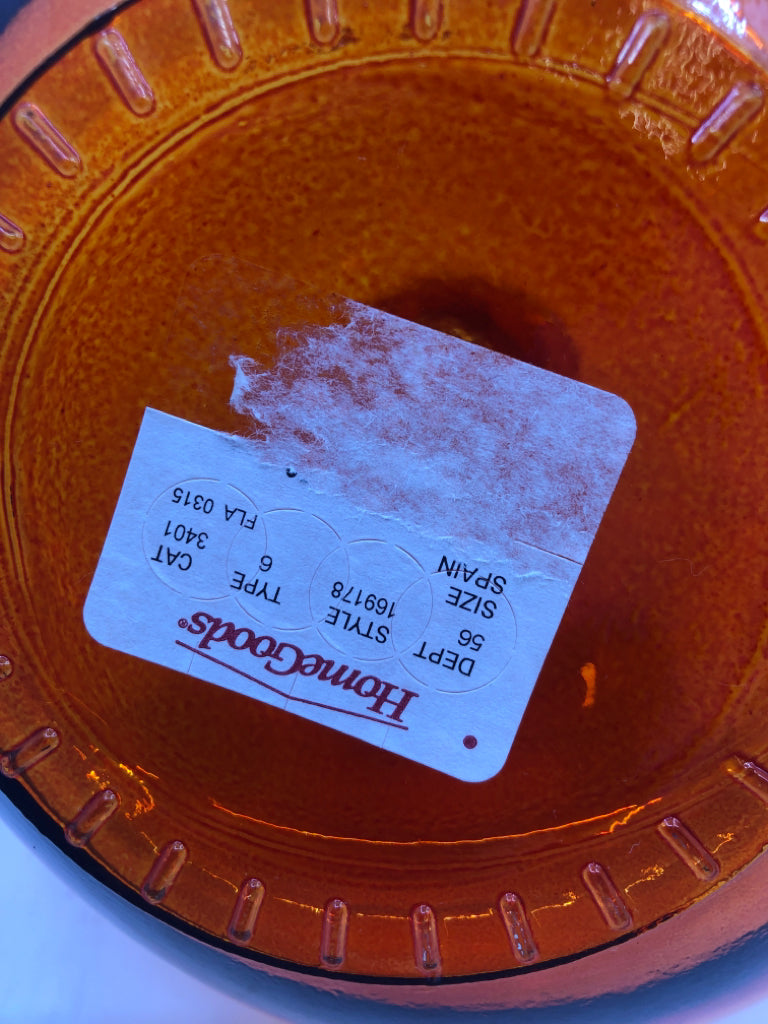 HomeGoods®
DEPT STYLE TYPE CAT
56 169178 6 3401
SIZE FLA 0315
SPAIN